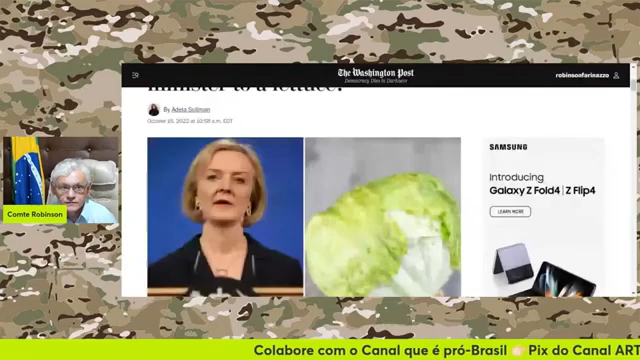 The Washington Post
Democracy Dies in Darkness
robinsonfarinazzo
minister to a lettuce?
By Adela Suliman
October 18, 2022 at 10:58 a.m. EDT
SAMSUNG
Introducing
Galaxy Z Fold4 | Z Flip4
LEARN MORE
Comte Robinson
Colabore com o Canal que é pró-Brasil 👉🏻 Pix do Canal ART